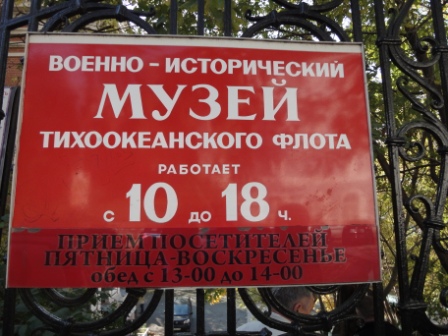 ВОЕННО - ИСТОРИЧЕСКИЙ
МУЗЕЙ
ТИХООКЕАНСКОГО ФЛОТА
РАБОТАЕТ
С 10 ДО 18 Ч.
ПРИЕМ ПОСЕТИТЕЛЕЙ
ПЯТНИЦА-ВОСКРЕСЕНЬЕ
обед с 13-00 до 14-00